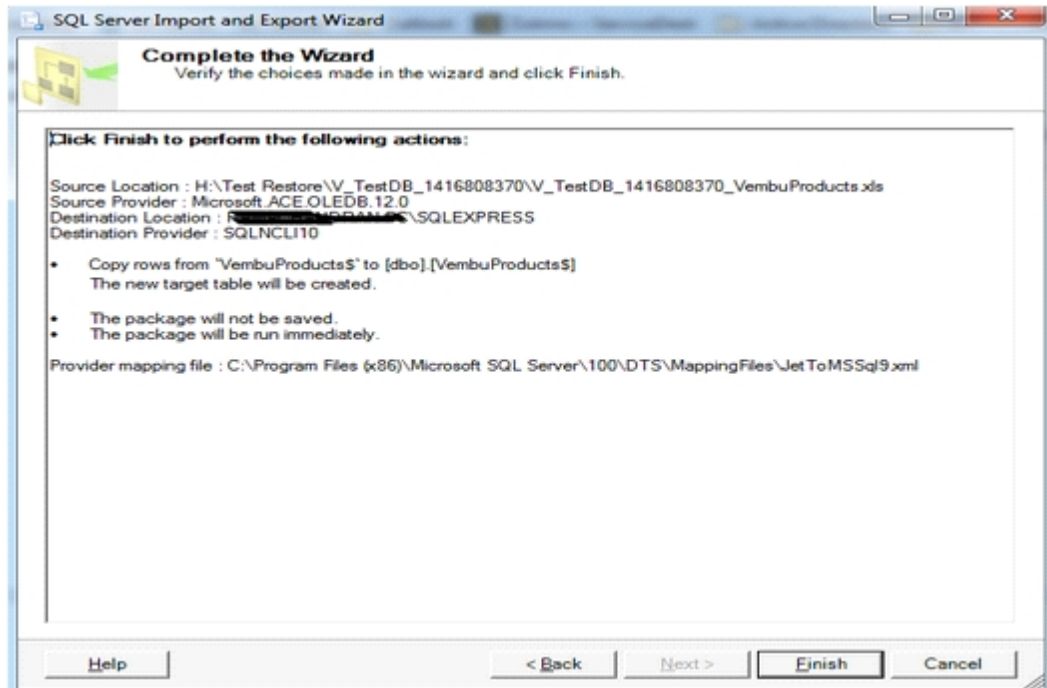 SQL Server Import and Export Wizard
Complete the Wizard
Verify the choices made in the wizard and click Finish.
Click Finish to perform the following actions:
Source Location : H:\Test Restore\V_TestDB_1416808370\V_TestDB_1416808370_VembuProducts.xls
Source Provider : Microsoft.ACE.OLEDB.12.0
Destination Location : \SQLEXPRESS
Destination Provider : SQLNCLI10
• Copy rows from `VembuProducts$` to [dbo].[VembuProducts$]
The new target table will be created.
• The package will not be saved.
• The package will be run immediately.
Provider mapping file : C:\Program Files (x86)\Microsoft SQL Server\100\DTS\MappingFiles\JetToMSSql9.xml
Help < Back Next > Finish Cancel